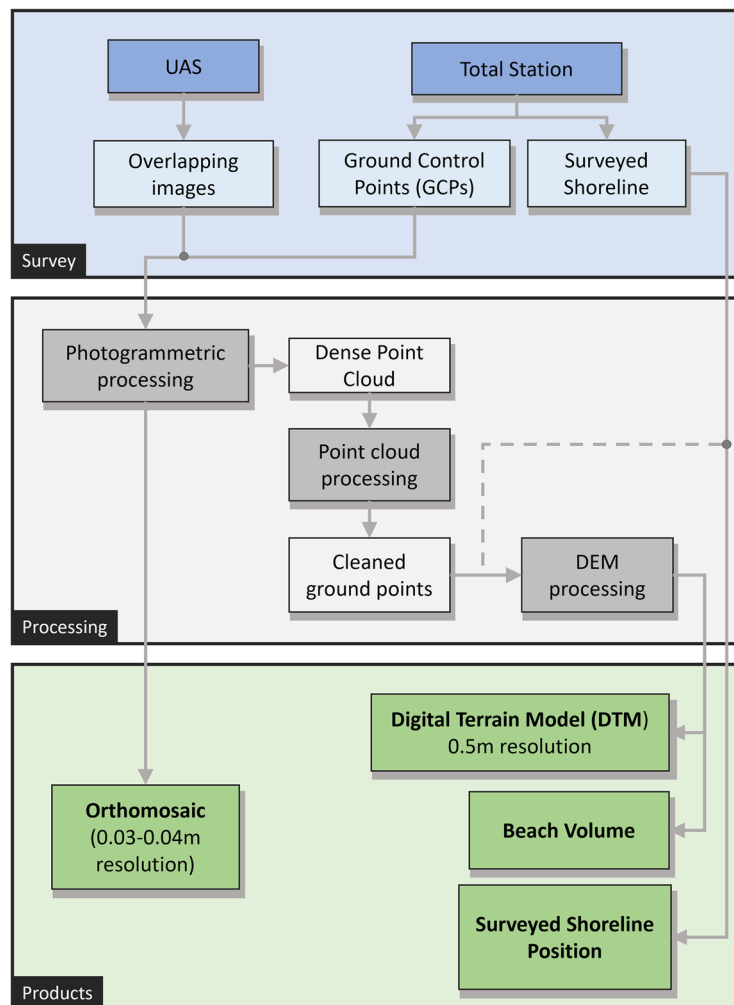 UAS
Total Station
Overlapping
images
Ground Control
Points (GCPs)
Surveyed
Shoreline
Survey
Photogrammetric
processing
Dense Point
Cloud
Point cloud
processing
Cleaned
ground points
DEM
processing
Processing
Digital Terrain Model (DTM)
0.5m resolution
Orthomosaic
(0.03-0.04m
resolution)
Beach Volume
Surveyed Shoreline
Position
Products